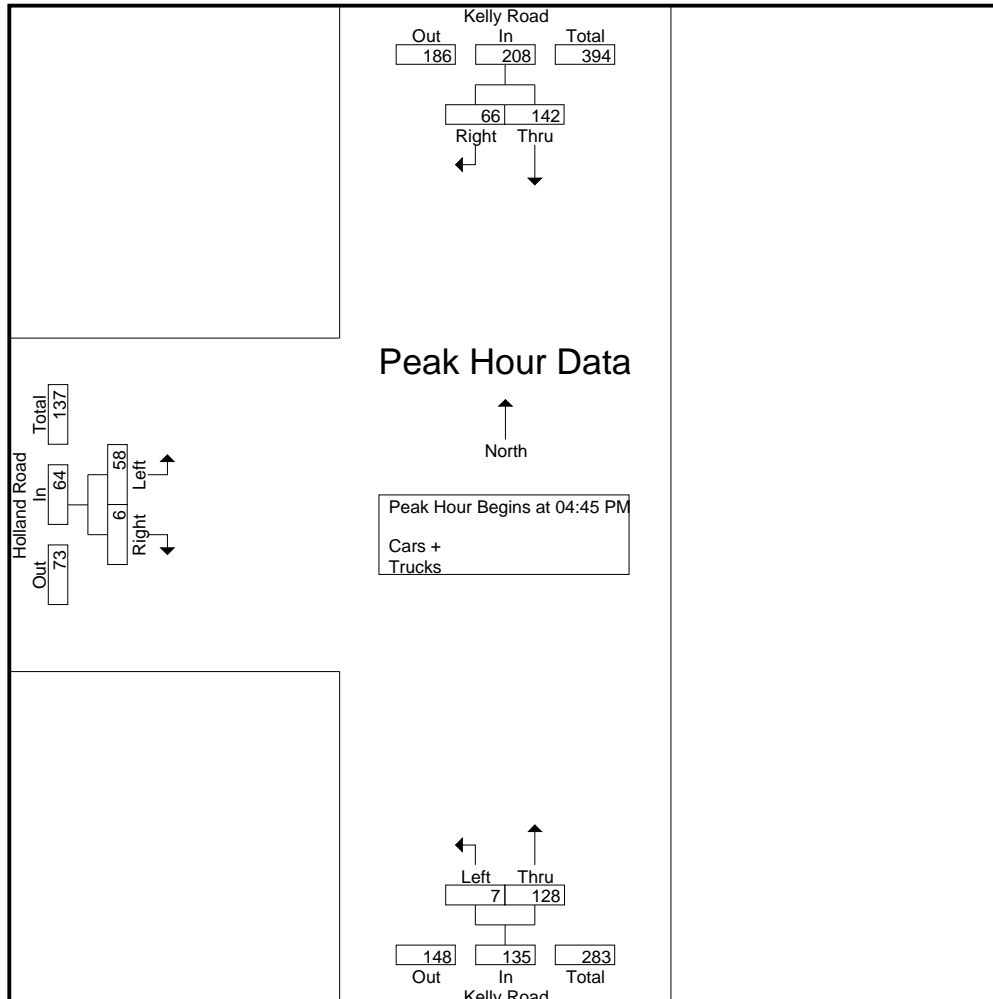 Kelly Road
Out In Total
186 208 394
66 142
Right Thru
Peak Hour Data
North
Peak Hour Begins at 04:45 PM
Cars +
Trucks
Holland Road
Out In Total
73 64 137
Right Left
6 58
Left Thru
7 128
148 135 283
Out In Total
Kelly Road